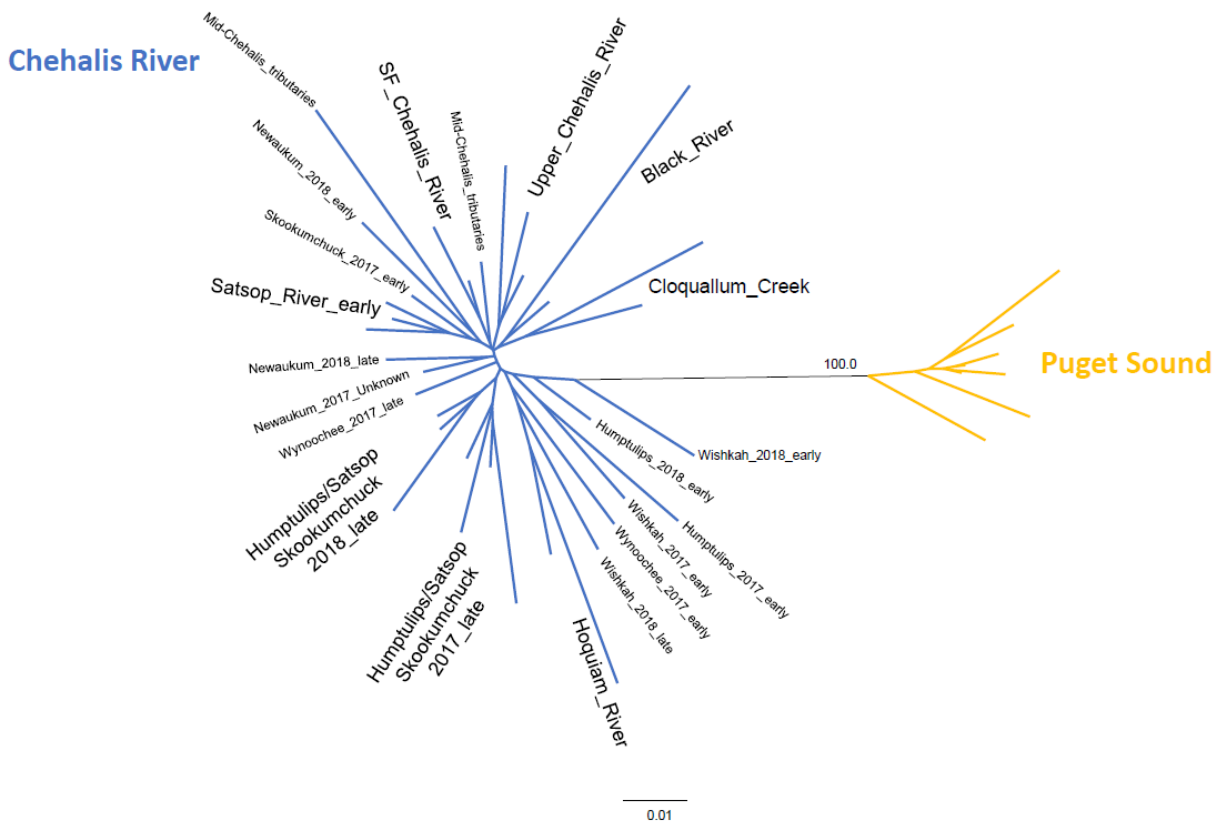 Chehalis River
Mid-Chehalis_tributaries
Newaukum_2018_early
Skookumchuck_2017_early
Satsop_River_early
SF_Chehalis_River
Mid-Chehalis_tributaries
Upper_Chehalis_River
Black_River
Cloquallum_Creek
100.0
Puget Sound
Newaukum_2018_late
Newaukum_2017_Unknown
Wynoochee_2017_late
Humptulips/Satsop
Skookumchuck
2018_late
Humptulips/Satsop
Skookumchuck
2017_late
Hoquiam_River
Wishkah_2018_late
Wynoochee_2017_early
Wishkah_2017_early
Humptulips_2017_early
Humptulips_2018_early
Wishkah_2018_early
0.01